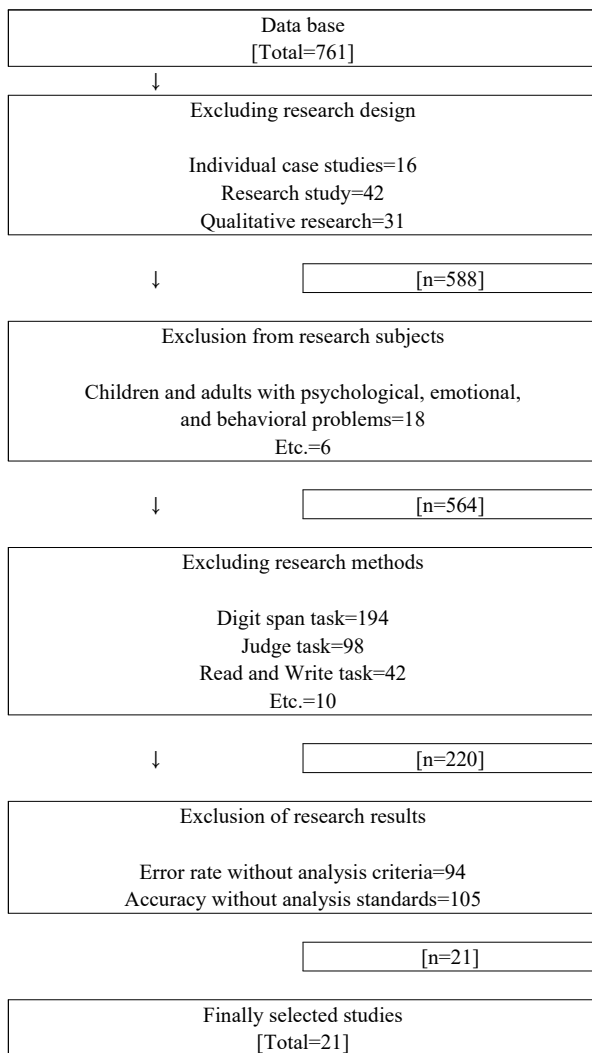 Data base
[Total=761]
↓
Excluding research design
Individual case studies=16
Research study=42
Qualitative research=31
↓
[n=588]
Exclusion from research subjects
Children and adults with psychological, emotional,
and behavioral problems=18
Etc.=6
↓
[n=564]
Excluding research methods
Digit span task=194
Judge task=98
Read and Write task=42
Etc.=10
↓
[n=220]
Exclusion of research results
Error rate without analysis criteria=94
Accuracy without analysis standards=105
[n=21]
Finally selected studies
[Total=21]